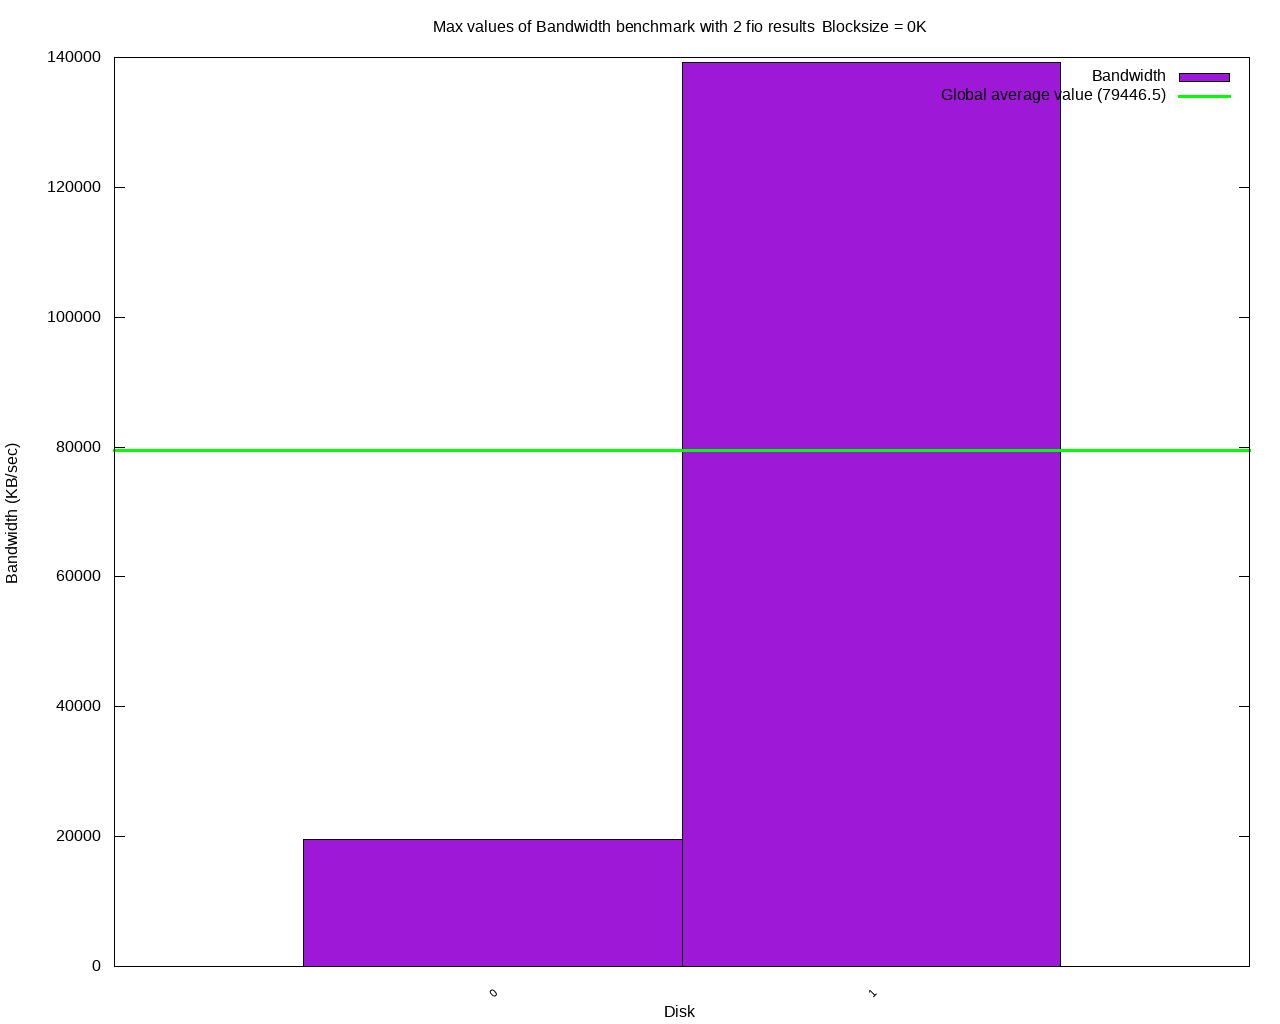 Max values of Bandwidth benchmark with 2 fio results Blocksize = 0K
140000
120000
100000
80000
60000
40000
20000
0
Bandwidth (KB/sec)
Bandwidth
Global average value (79446.5)
0
1
Disk